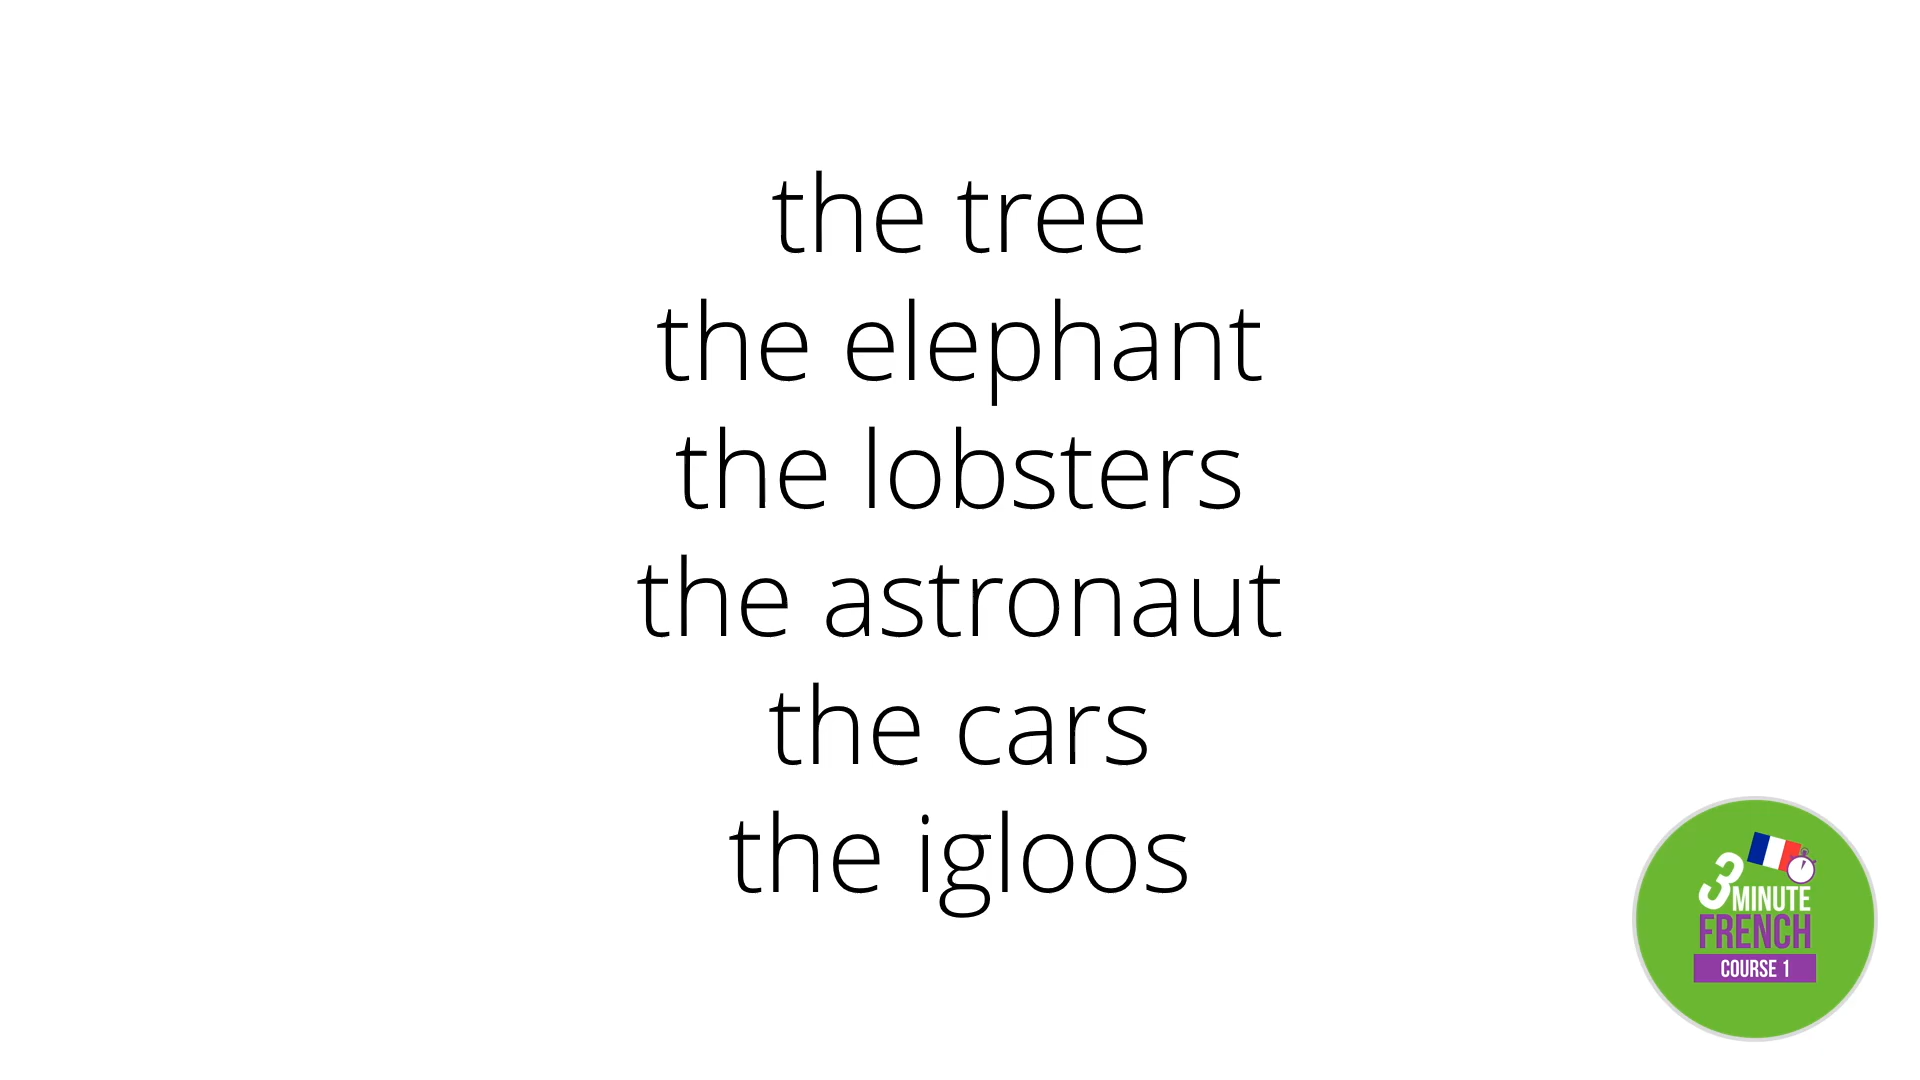 the tree
the elephant
the lobsters
the astronaut
the cars
the igloos
3 MINUTE
FRENCH
COURSE 1